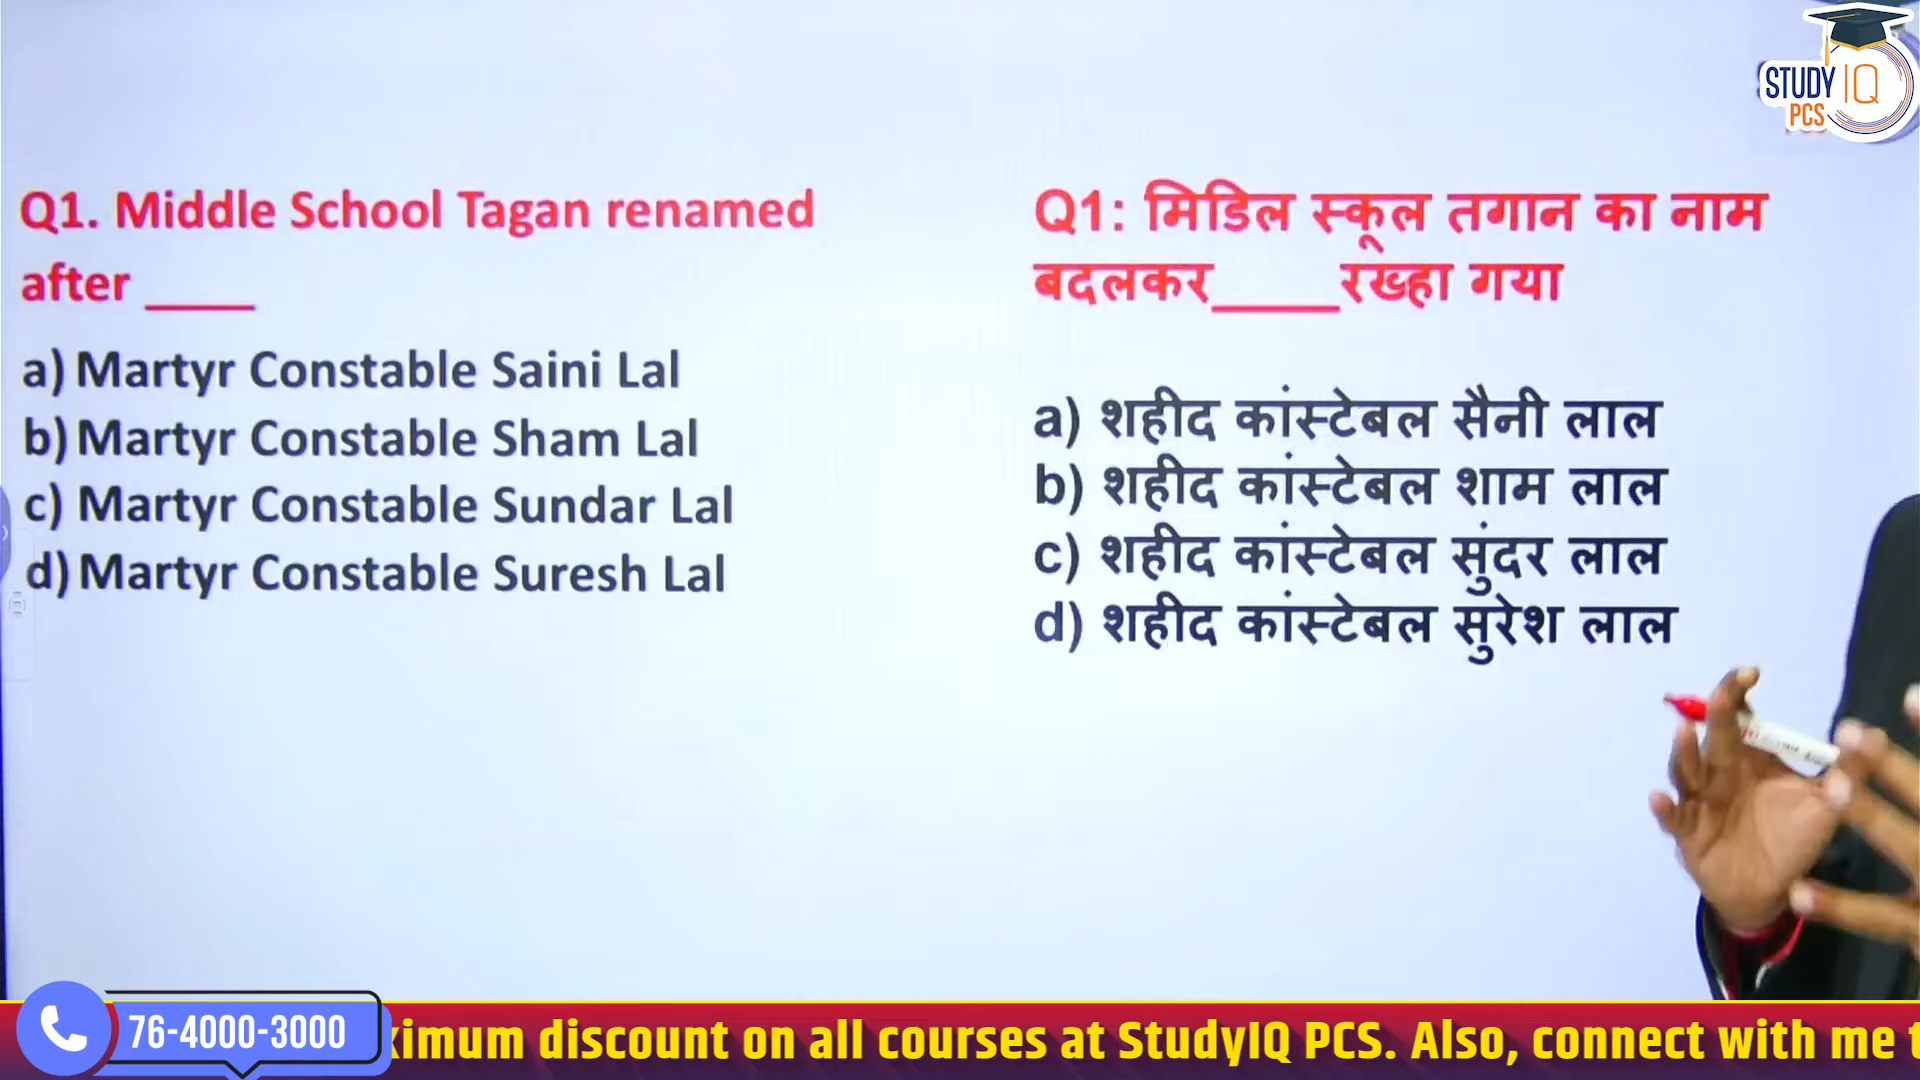 STUDY IQ
PCS
Q1. Middle School Tagan renamed
after ____
a) Martyr Constable Saini Lal
b) Martyr Constable Sham Lal
c) Martyr Constable Sundar Lal
d) Martyr Constable Suresh Lal
Q1: मिडिल स्कूल तगान का नाम
बदलकर____रख्हा गया
a) शहीद कांस्टेबल सैनी लाल
b) शहीद कांस्टेबल शाम लाल
c) शहीद कांस्टेबल सुंदर लाल
d) शहीद कांस्टेबल सुरेश लाल
76-4000-3000
ximum discount on all courses at StudyIQ PCS. Also, connect with me